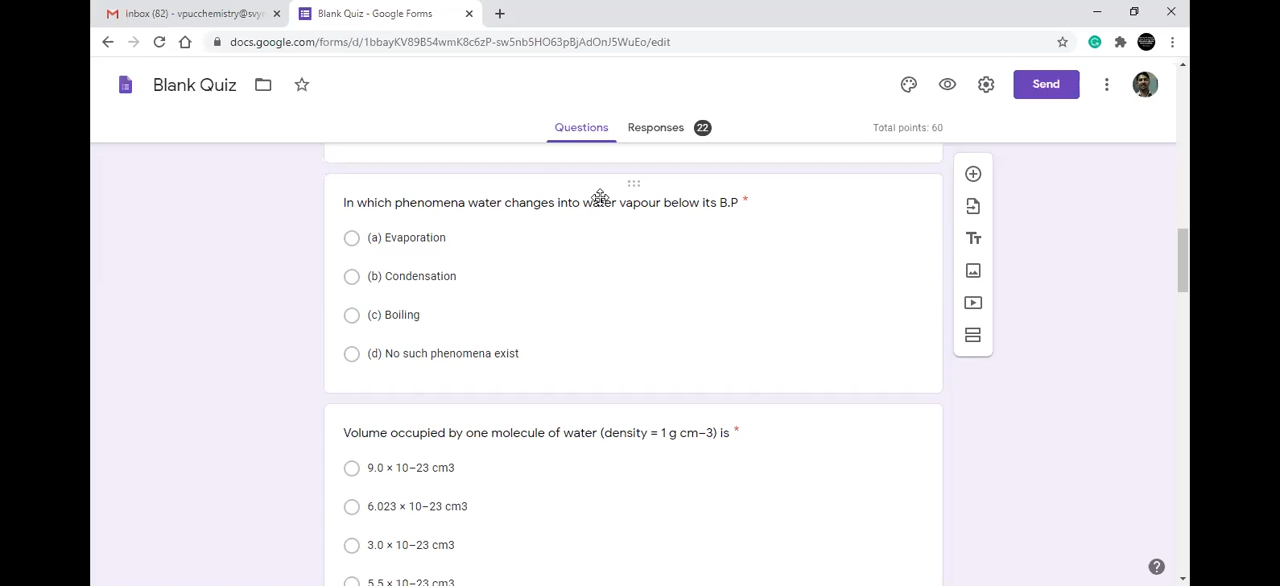 Inbox (82) - vpucchemistry@svyr
Blank Quiz - Google Forms
docs.google.com/forms/d/1bbayKV89B54wmK8c6zP-sw5nb5HO63pBjAdOnJ5WuEo/edit
Blank Quiz
Send
Questions
Responses 22
Total points: 60
In which phenomena water changes into water vapour below its B.P *
(a) Evaporation
(b) Condensation
(c) Boiling
(d) No such phenomena exist
Volume occupied by one molecule of water (density = 1 g cm−3) is *
9.0 × 10−23 cm3
6.023 × 10−23 cm3
3.0 × 10−23 cm3
5.5 × 10−23 cm3